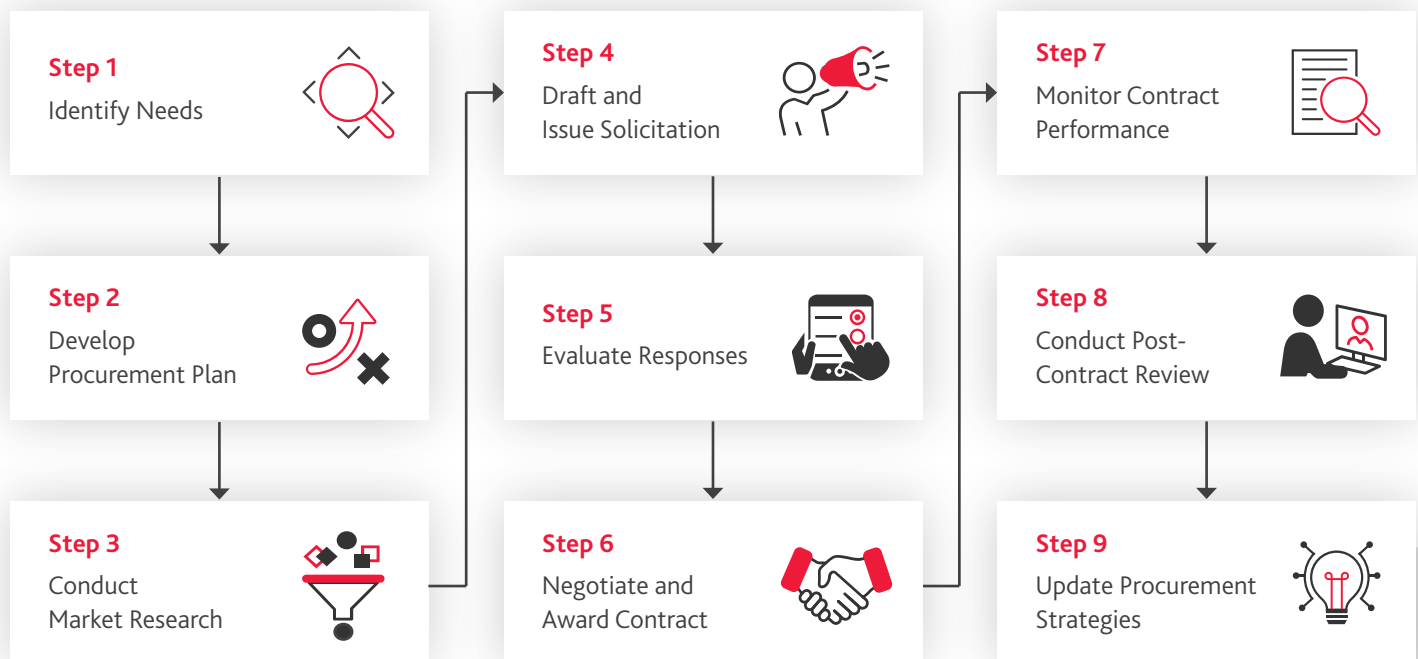 Step 1
Identify Needs
Step 2
Develop
Procurement Plan
Step 3
Conduct
Market Research
Step 4
Draft and
Issue Solicitation
Step 5
Evaluate Responses
Step 6
Negotiate and
Award Contract
Step 7
Monitor Contract
Performance
Step 8
Conduct Post-
Contract Review
Step 9
Update Procurement
Strategies